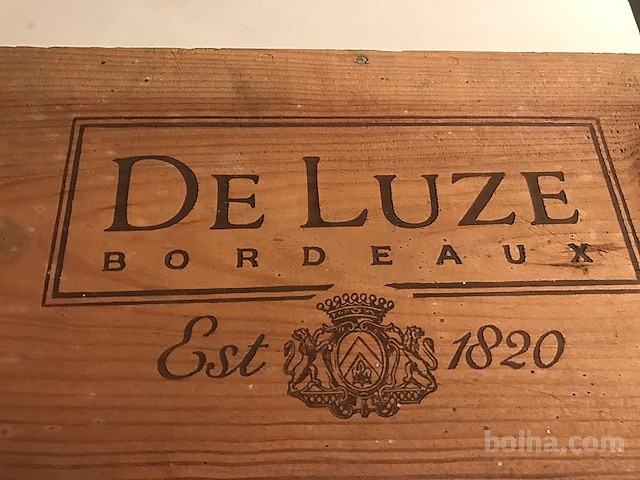 DE LUZE
BORDEAUX
Est 1820
bolha.com